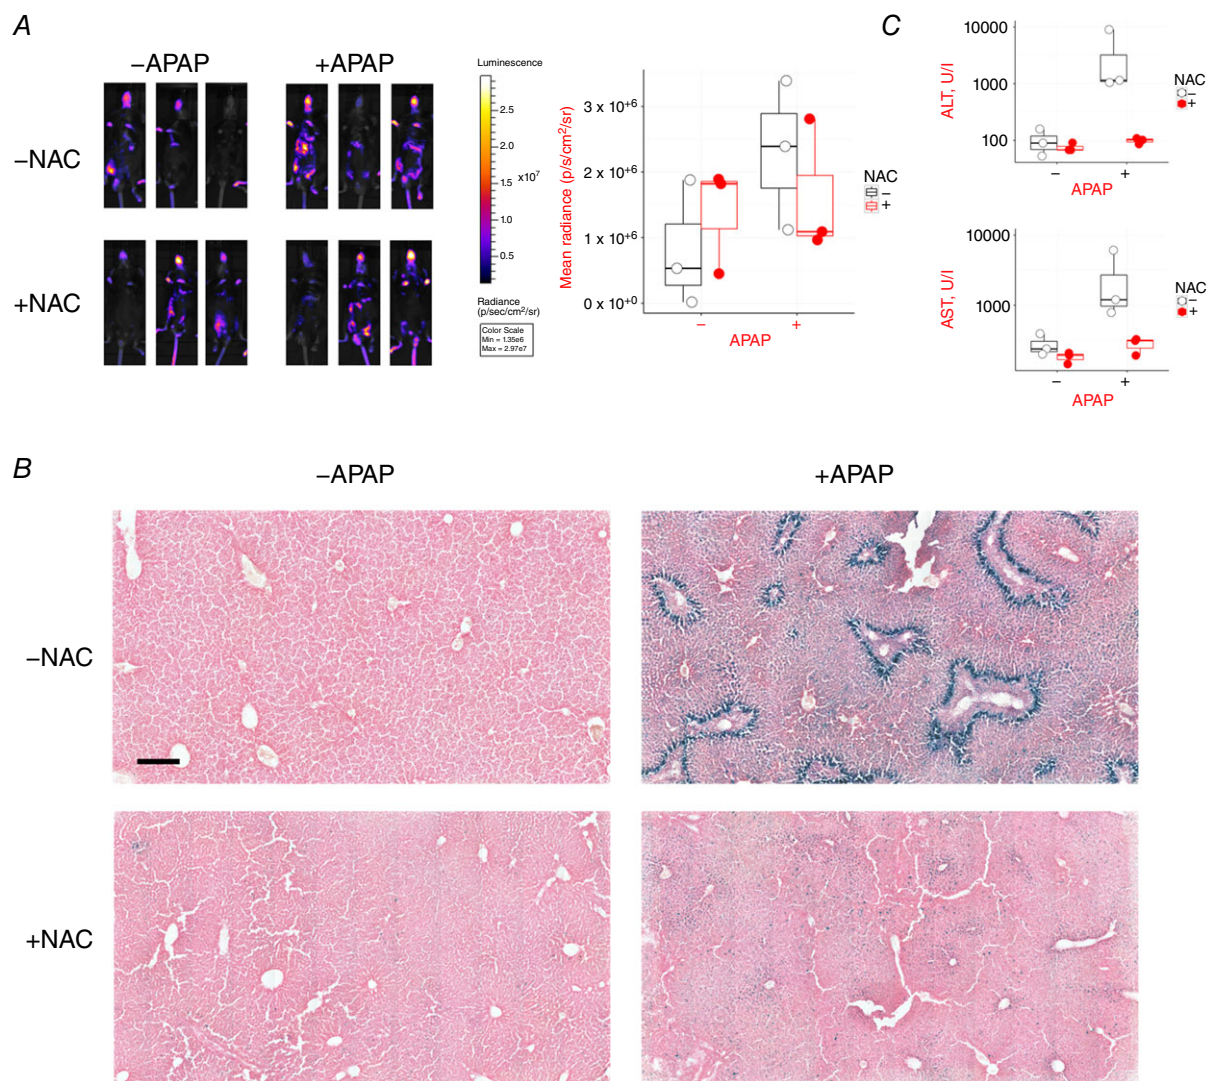 A
−APAP
+APAP
−NAC
+NAC
Luminescence
2.5
2.0
1.5
x10⁷
1.0
0.5
Radiance
(p/sec/cm²/sr)
Color Scale
Min = 1.35e6
Max = 2.97e7
Mean radiance (p/s/cm²/sr)
3 x 10⁺⁶
2 x 10⁺⁶
1 x 10⁺⁶
0 x 10⁺⁰
−
+
APAP
NAC
−
+
C
ALT, U/l
10000
1000
100
−
+
APAP
NAC
−
+
AST, U/l
10000
1000
−
+
APAP
NAC
−
+
B
−APAP
+APAP
−NAC
+NAC